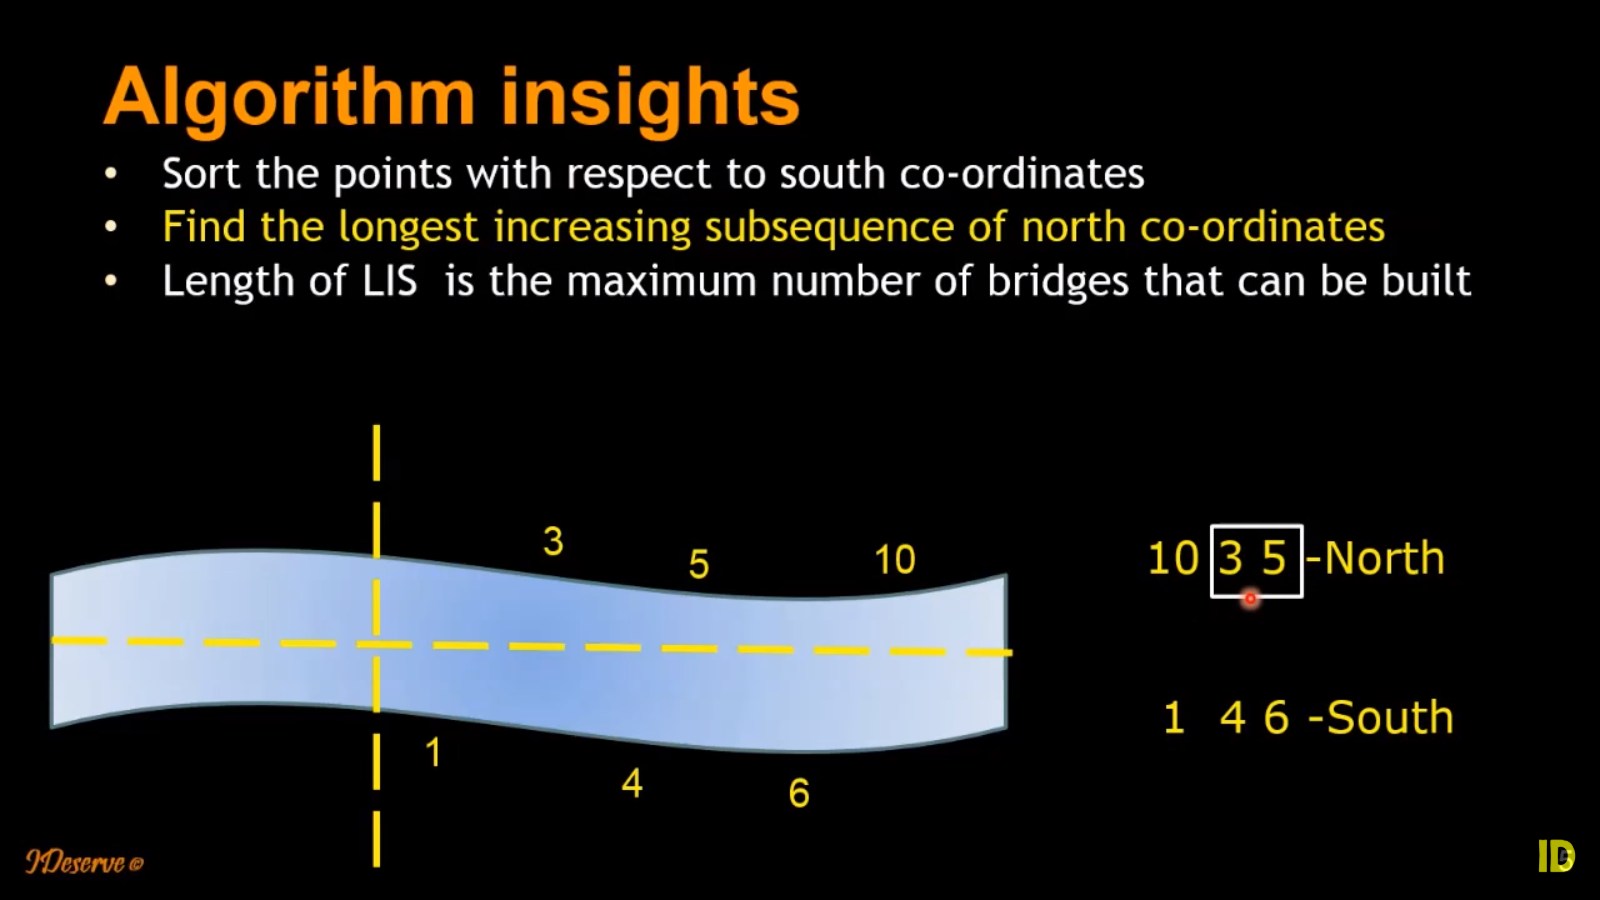 Algorithm insights
• Sort the points with respect to south co-ordinates
• Find the longest increasing subsequence of north co-ordinates
• Length of LIS is the maximum number of bridges that can be built
3
5
10
10 3 5 -North
1
4
6
1 4 6 -South
IDeserve ©
ID
5